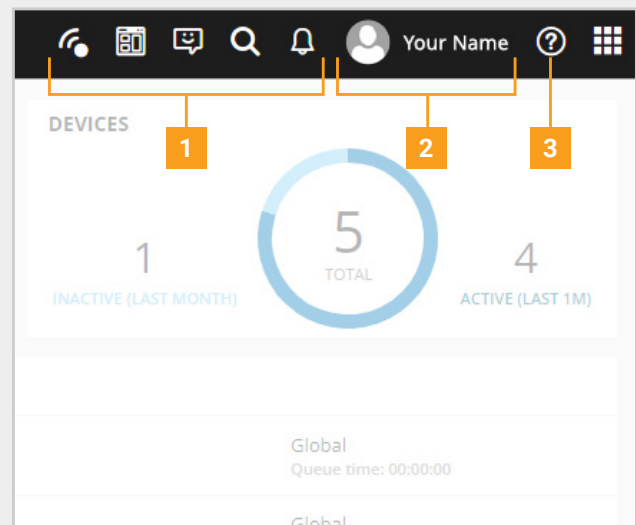 Your Name
1
2
3
DEVICES
1
INACTIVE (LAST MONTH)
5
TOTAL
4
ACTIVE (LAST 1M)
Global
Queue time: 00:00:00
Global